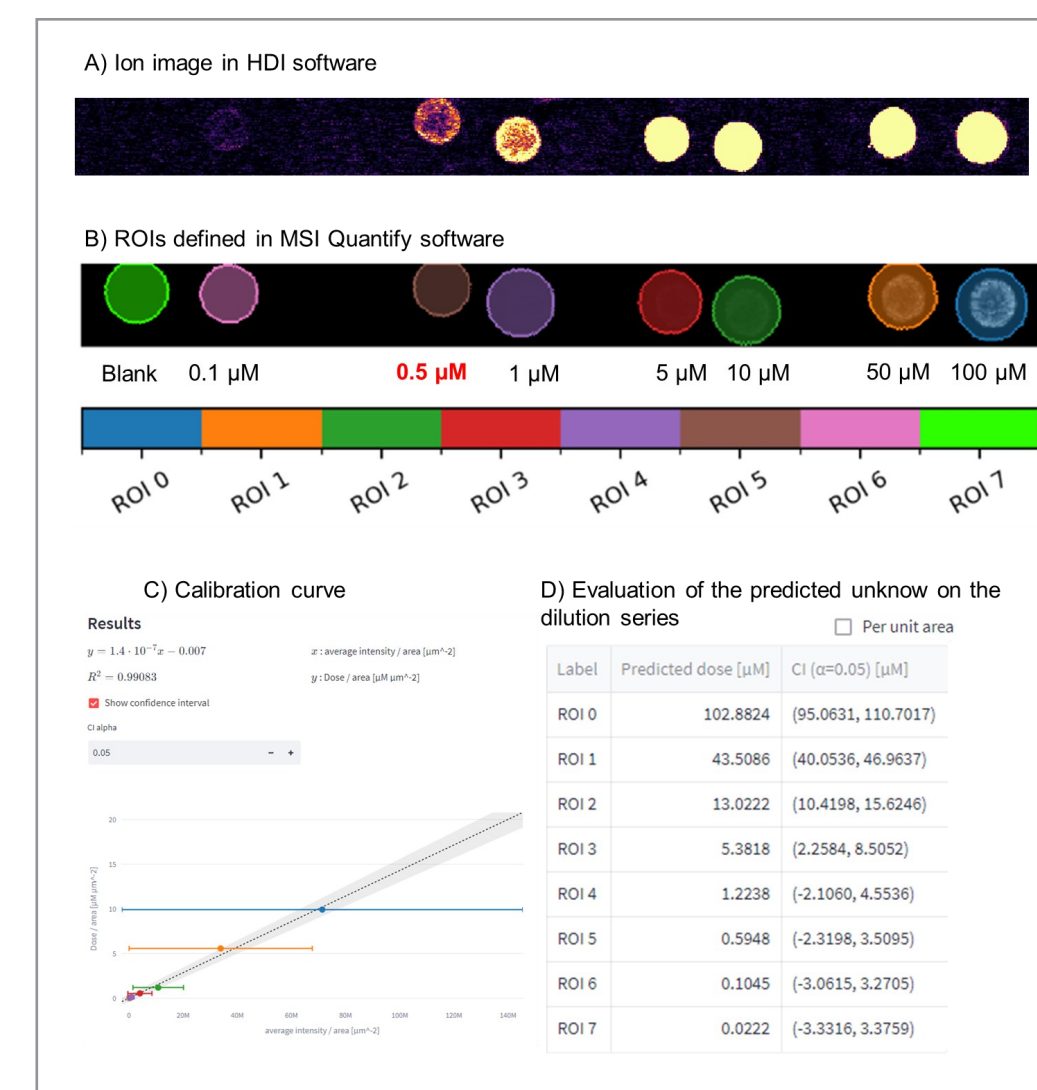 A) Ion image in HDI software
B) ROIs defined in MSI Quantify software
Blank 0.1 µM 0.5 µM 1 µM 5 µM 10 µM 50 µM 100 µM
ROI 0 ROI 1 ROI 2 ROI 3 ROI 4 ROI 5 ROI 6 ROI 7
C) Calibration curve
Results
y = 1.4 · 10⁻⁷x − 0.007 x : average intensity / area [µm^-2]
R² = 0.99083 y : Dose / area [µM µm^-2]
Show confidence interval
CI alpha
0.05 - +
20
15
10
5
0
Dose / area [µM µm^-2]
0 20M 40M 60M 80M 100M 120M 140M
average intensity / area [µm^-2]
D) Evaluation of the predicted unknow on the
dilution series
Per unit area
Label Predicted dose [µM] CI (α=0.05) [µM]
ROI 0 102.8824 (95.0631, 110.7017)
ROI 1 43.5086 (40.0536, 46.9637)
ROI 2 13.0222 (10.4198, 15.6246)
ROI 3 5.3818 (2.2584, 8.5052)
ROI 4 1.2238 (-2.1060, 4.5536)
ROI 5 0.5948 (-2.3198, 3.5095)
ROI 6 0.1045 (-3.0615, 3.2705)
ROI 7 0.0222 (-3.3316, 3.3759)